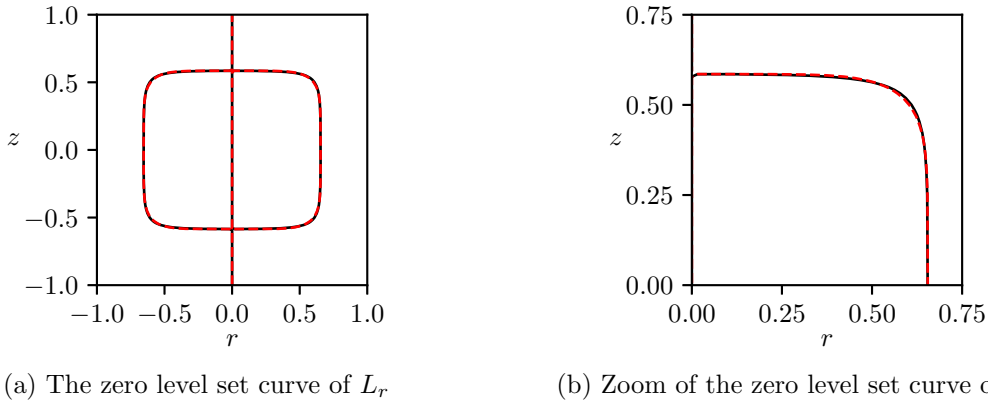 1.0
0.5
z
0.0
−0.5
−1.0
−1.0 −0.5 0.0 0.5 1.0
r
0.75
0.50
z
0.25
0.00
0.00 0.25 0.50 0.75
r
(a) The zero level set curve of L_r
(b) Zoom of the zero level set curve o